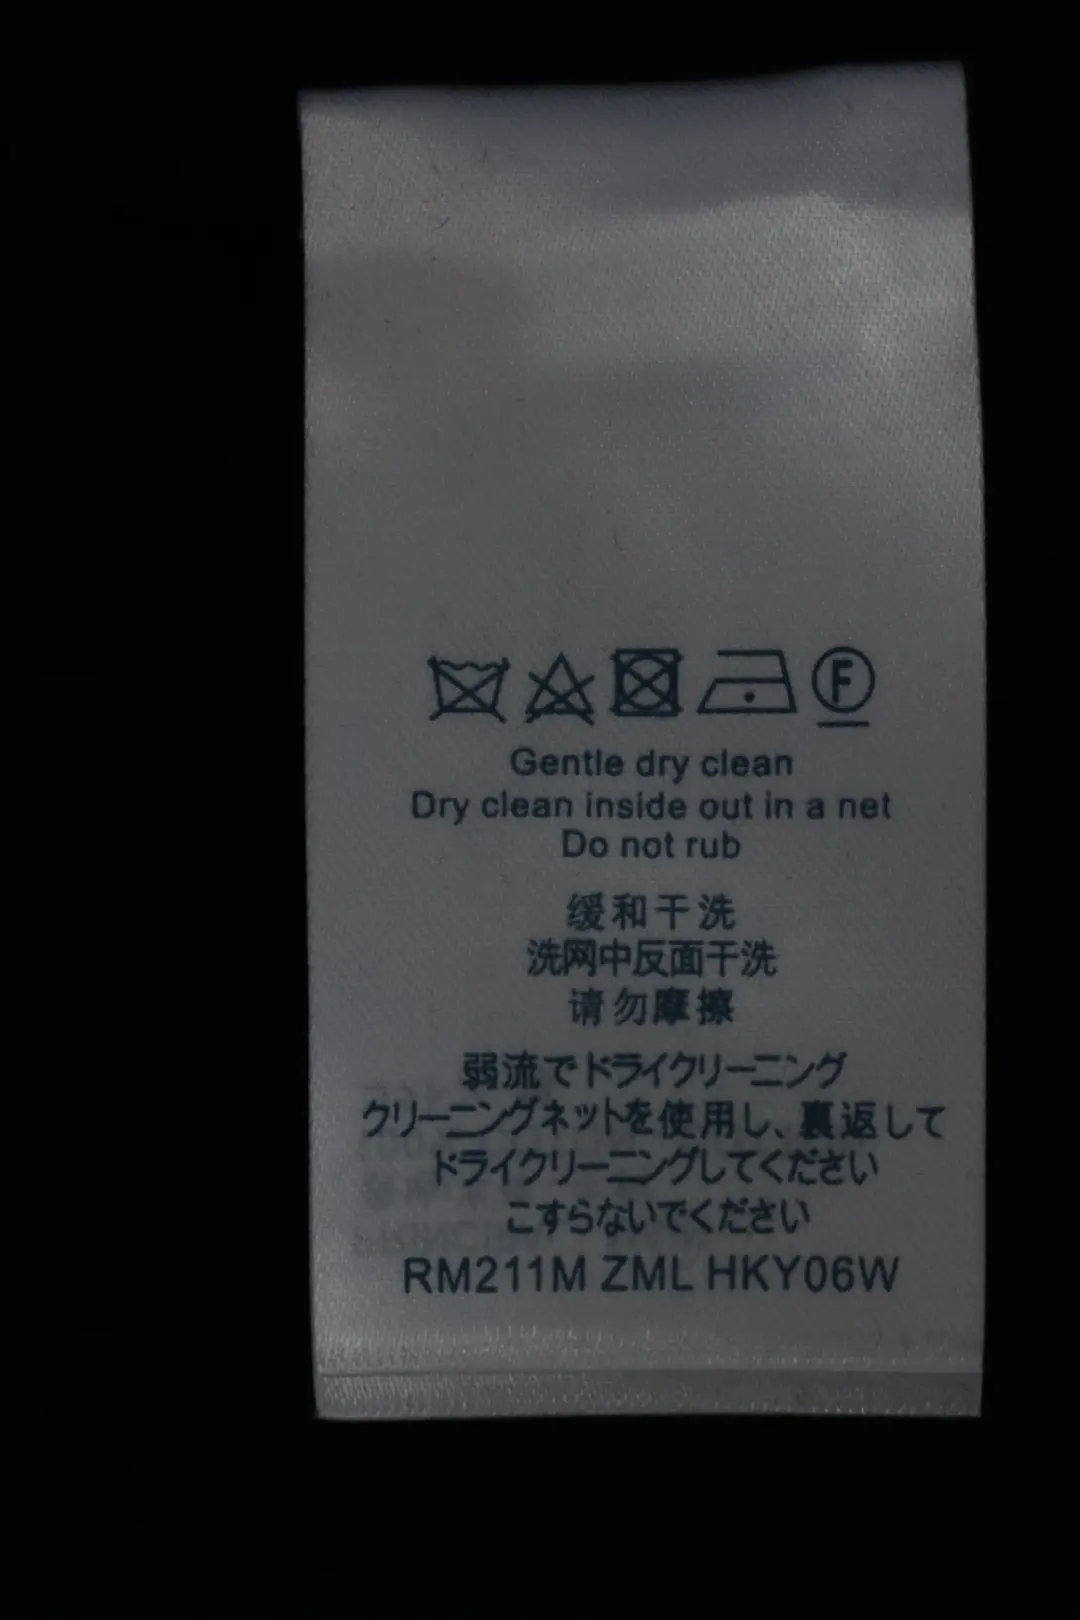 F
Gentle dry clean
Dry clean inside out in a net
Do not rub
缓和干洗
洗网中反面干洗
请勿摩擦
弱流でドライクリーニング
クリーニングネットを使用し、裏返して
ドライクリーニングしてください
こすらないでください
RM211M ZML HKY06W